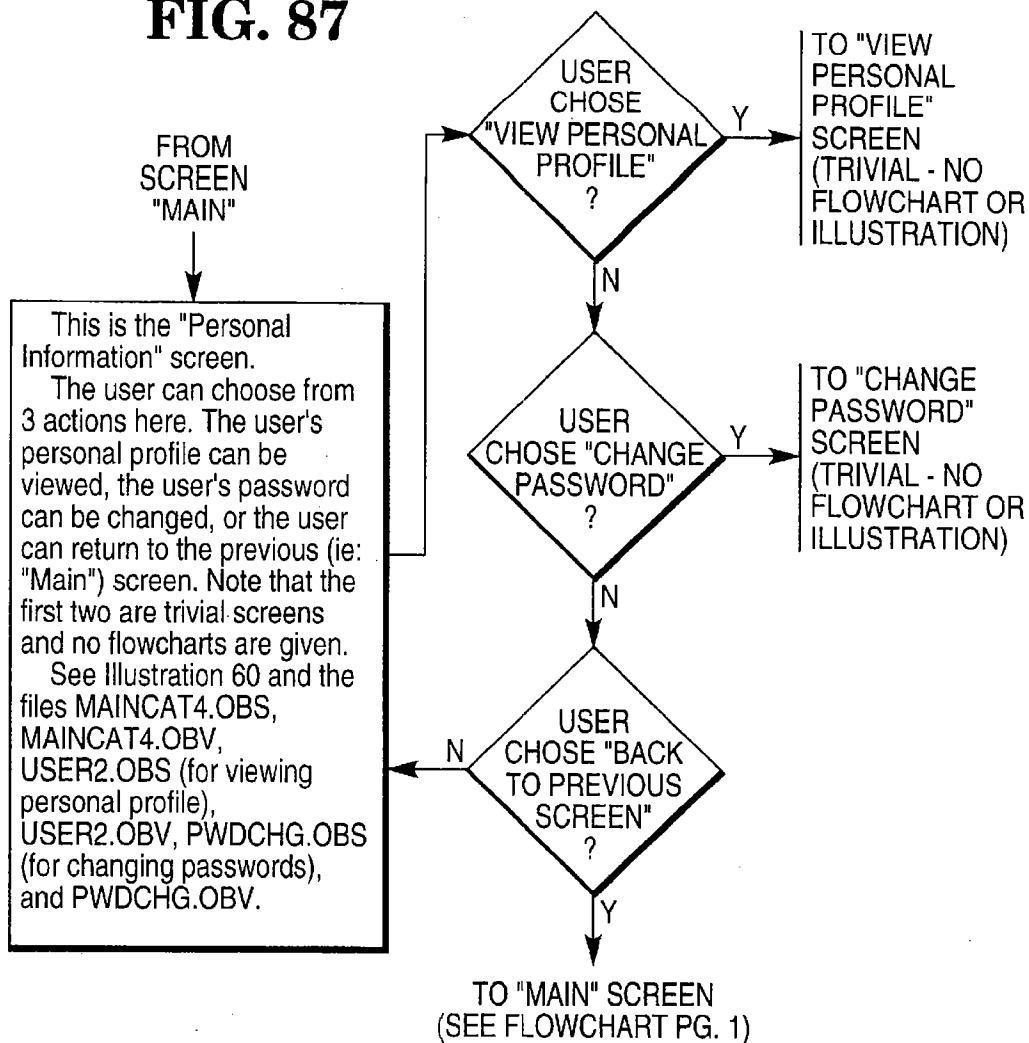 FIG. 87
FROM
SCREEN
"MAIN"
This is the "Personal
Information" screen.
The user can choose from
3 actions here. The user's
personal profile can be
viewed, the user's password
can be changed, or the user
can return to the previous (ie:
"Main") screen. Note that the
first two are trivial screens
and no flowcharts are given.
See Illustration 60 and the
files MAINCAT4.OBS,
MAINCAT4.OBV,
USER2.OBS (for viewing
personal profile),
USER2.OBV, PWDCHG.OBS
(for changing passwords),
and PWDCHG.OBV.
USER
CHOSE
"VIEW PERSONAL
PROFILE"
?
Y
TO "VIEW
PERSONAL
PROFILE"
SCREEN
(TRIVIAL - NO
FLOWCHART OR
ILLUSTRATION)
N
USER
CHOSE "CHANGE
PASSWORD"
?
Y
TO "CHANGE
PASSWORD"
SCREEN
(TRIVIAL - NO
FLOWCHART OR
ILLUSTRATION)
N
USER
CHOSE "BACK
TO PREVIOUS
SCREEN"
?
N
Y
TO "MAIN" SCREEN
(SEE FLOWCHART PG. 1)